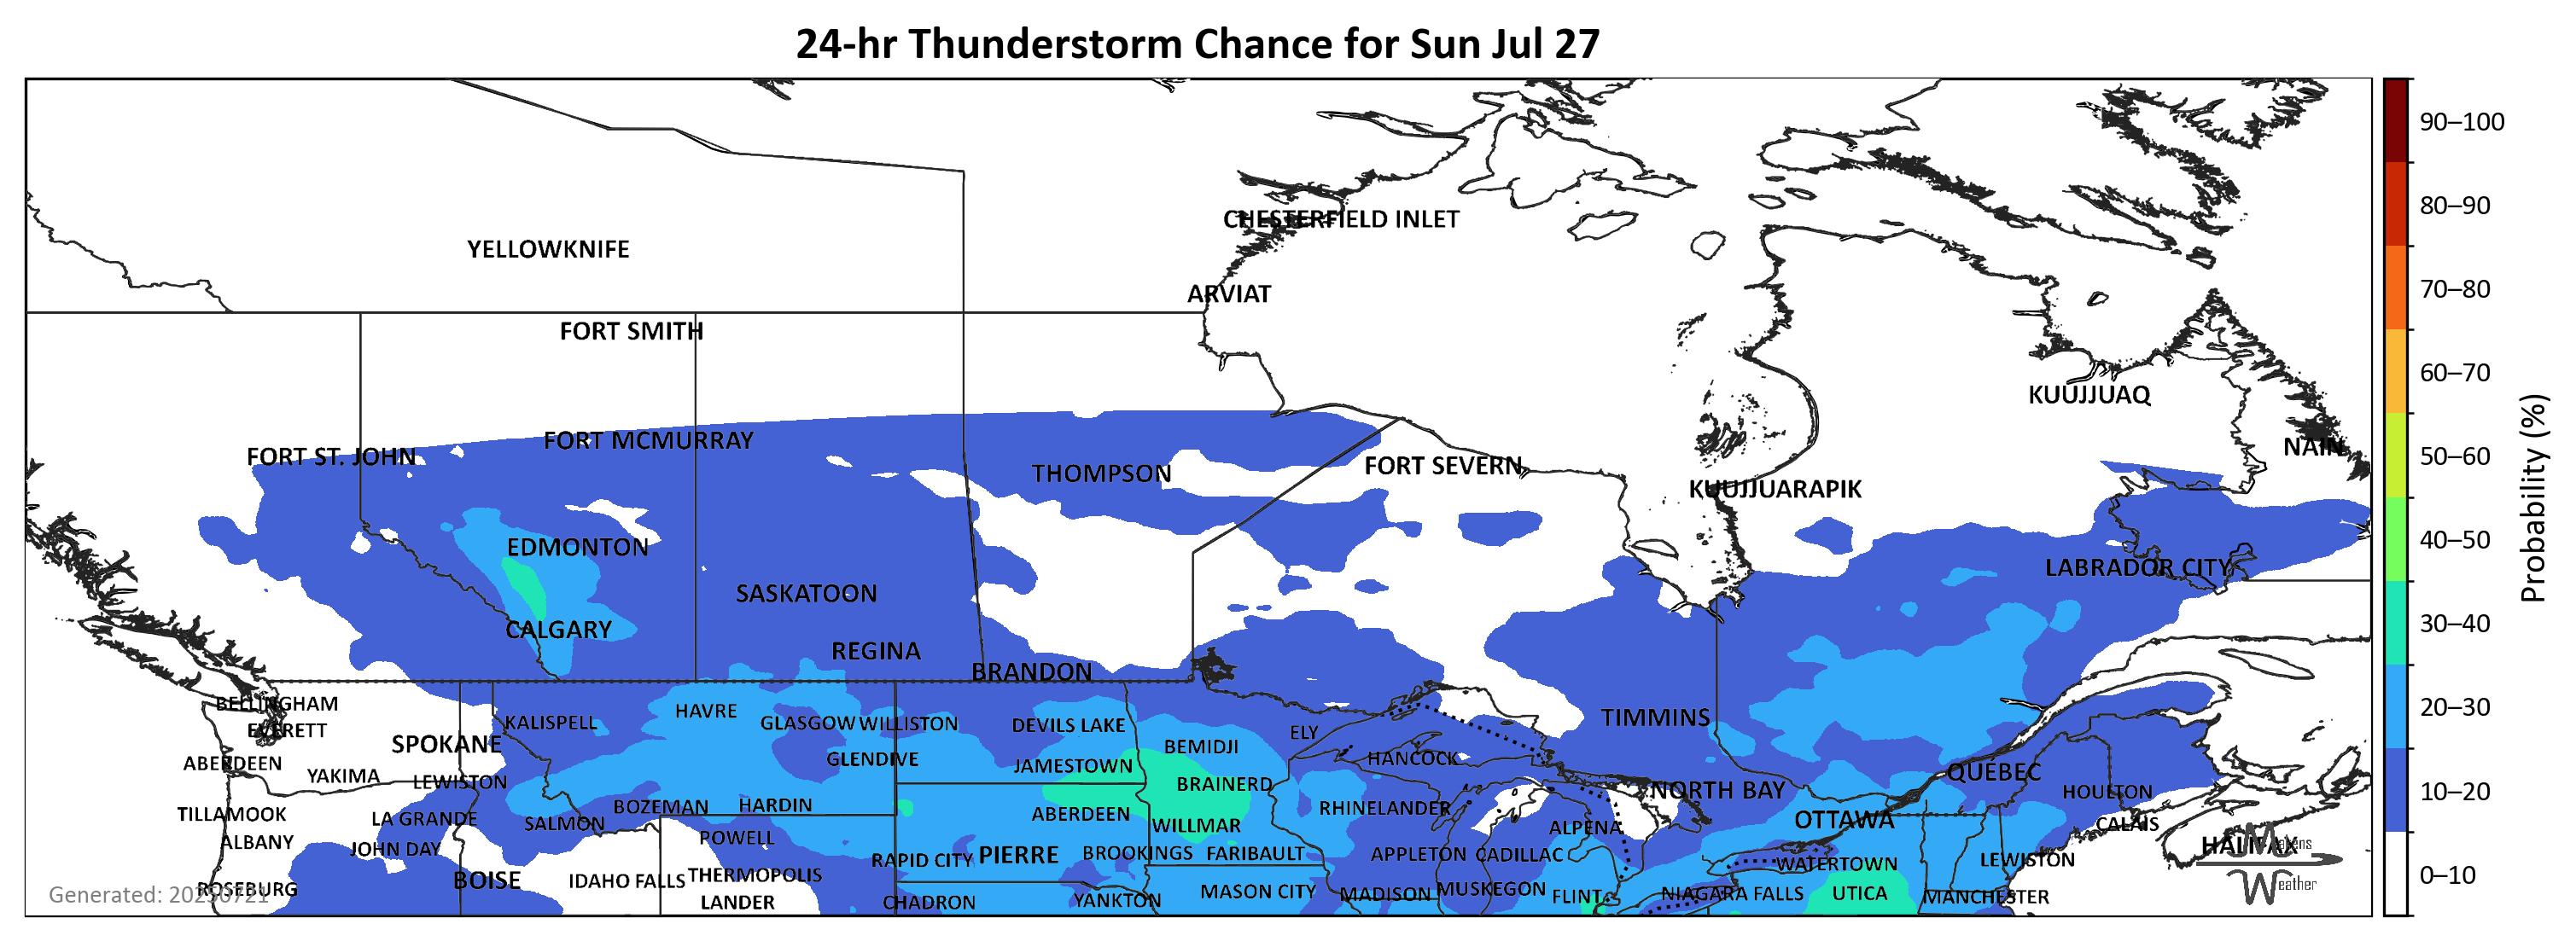 24-hr Thunderstorm Chance for Sun Jul 27
90–100
80–90
CHESTERFIELD INLET
YELLOWKNIFE
70–80
ARVIAT
FORT SMITH
60–70
KUUJJUAQ
FORT MCMURRAY
NAIN
50–60
FORT ST. JOHN
FORT SEVERN
THOMPSON
KUUJJUARAPIK
Probability (%)
40–50
EDMONTON
LABRADOR CITY
SASKATOON
30–40
CALGARY
REGINA
BRANDON
BELLINGHAM
20–30
HAVRE
TIMMINS
KALISPELL
GLASGOW
WILLISTON
DEVILS LAKE
EVERETT
ELY
SPOKANE
BEMIDJI
HANCOCK
GLENDIVE
ABERDEEN
JAMESTOWN
QUÉBEC
YAKIMA
LEWISTON
BRAINERD
NORTH BAY
HOULTON
10–20
BOZEMAN
HARDIN
RHINELANDER
TILLAMOOK
ABERDEEN
LA GRANDE
OTTAWA
SALMON
WILLMAR
ALPENA
CALAIS
POWELL
ALBANY
HALIFAX
Makens
JOHN DAY
BROOKINGS
FARIBAULT
APPLETON
CADILLAC
PIERRE
RAPID CITY
LEWISTON
WATERTOWN
THERMOPOLIS
0–10
BOISE
IDAHO FALLS
Weather
ROSEBURG
MUSKEGON
MASON CITY
MADISON
NIAGARA FALLS
UTICA
Generated: 20250721
FLINT
MANCHESTER
YANKTON
LANDER
CHADRON